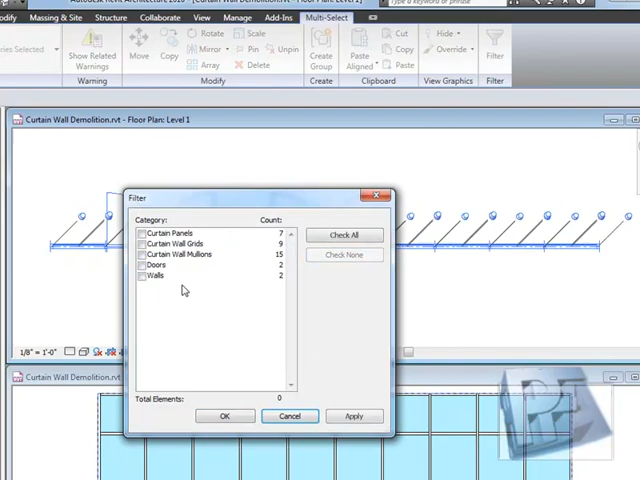 Autodesk Revit Architecture 2010 - [Curtain Wall Demolition.rvt - Floor Plan: Level 1]
Modify Massing & Site Structure Collaborate View Manage Add-Ins Multi-Select
Series Selected
Show Related Warnings
Move
Copy
Rotate
Mirror
Array
Scale
Pin Unpin
Delete
Create Group
Paste Aligned
Cut
Copy
Paste
Hide
Override
Filter
Warning Modify Create Clipboard View Graphics Filter
Curtain Wall Demolition.rvt - Floor Plan: Level 1
Filter
Category: Count:
Curtain Panels 7
Curtain Wall Grids 9
Curtain Wall Mullions 15
Doors 2
Walls 2
Check All
Check None
Total Elements: 0
OK Cancel Apply
1/8" = 1'-0"
Curtain Wall Demolition.rvt